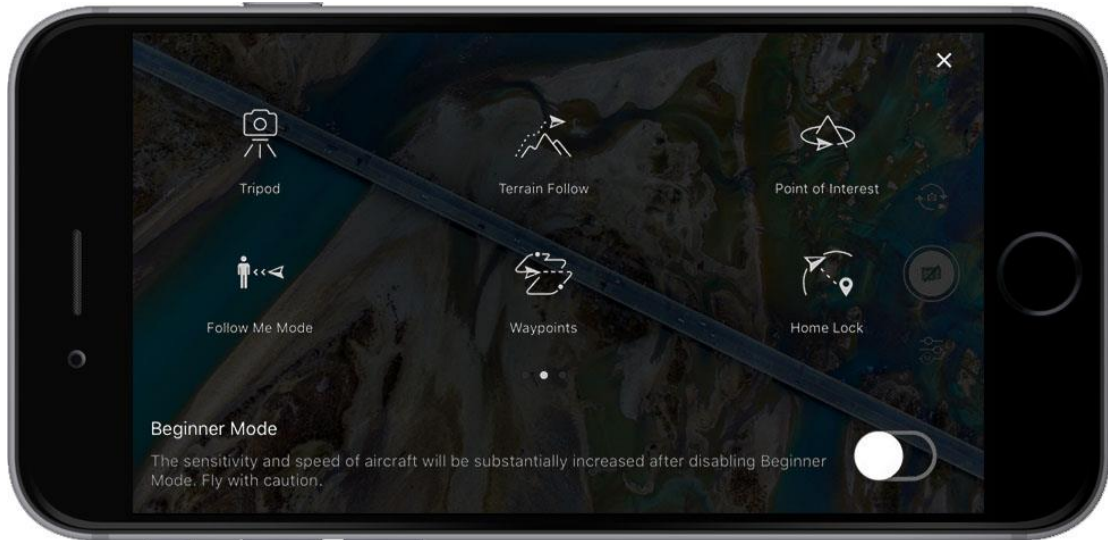 Tripod
Terrain Follow
Point of Interest
Follow Me Mode
Waypoints
Home Lock
Beginner Mode
The sensitivity and speed of aircraft will be substantially increased after disabling Beginner
Mode. Fly with caution.